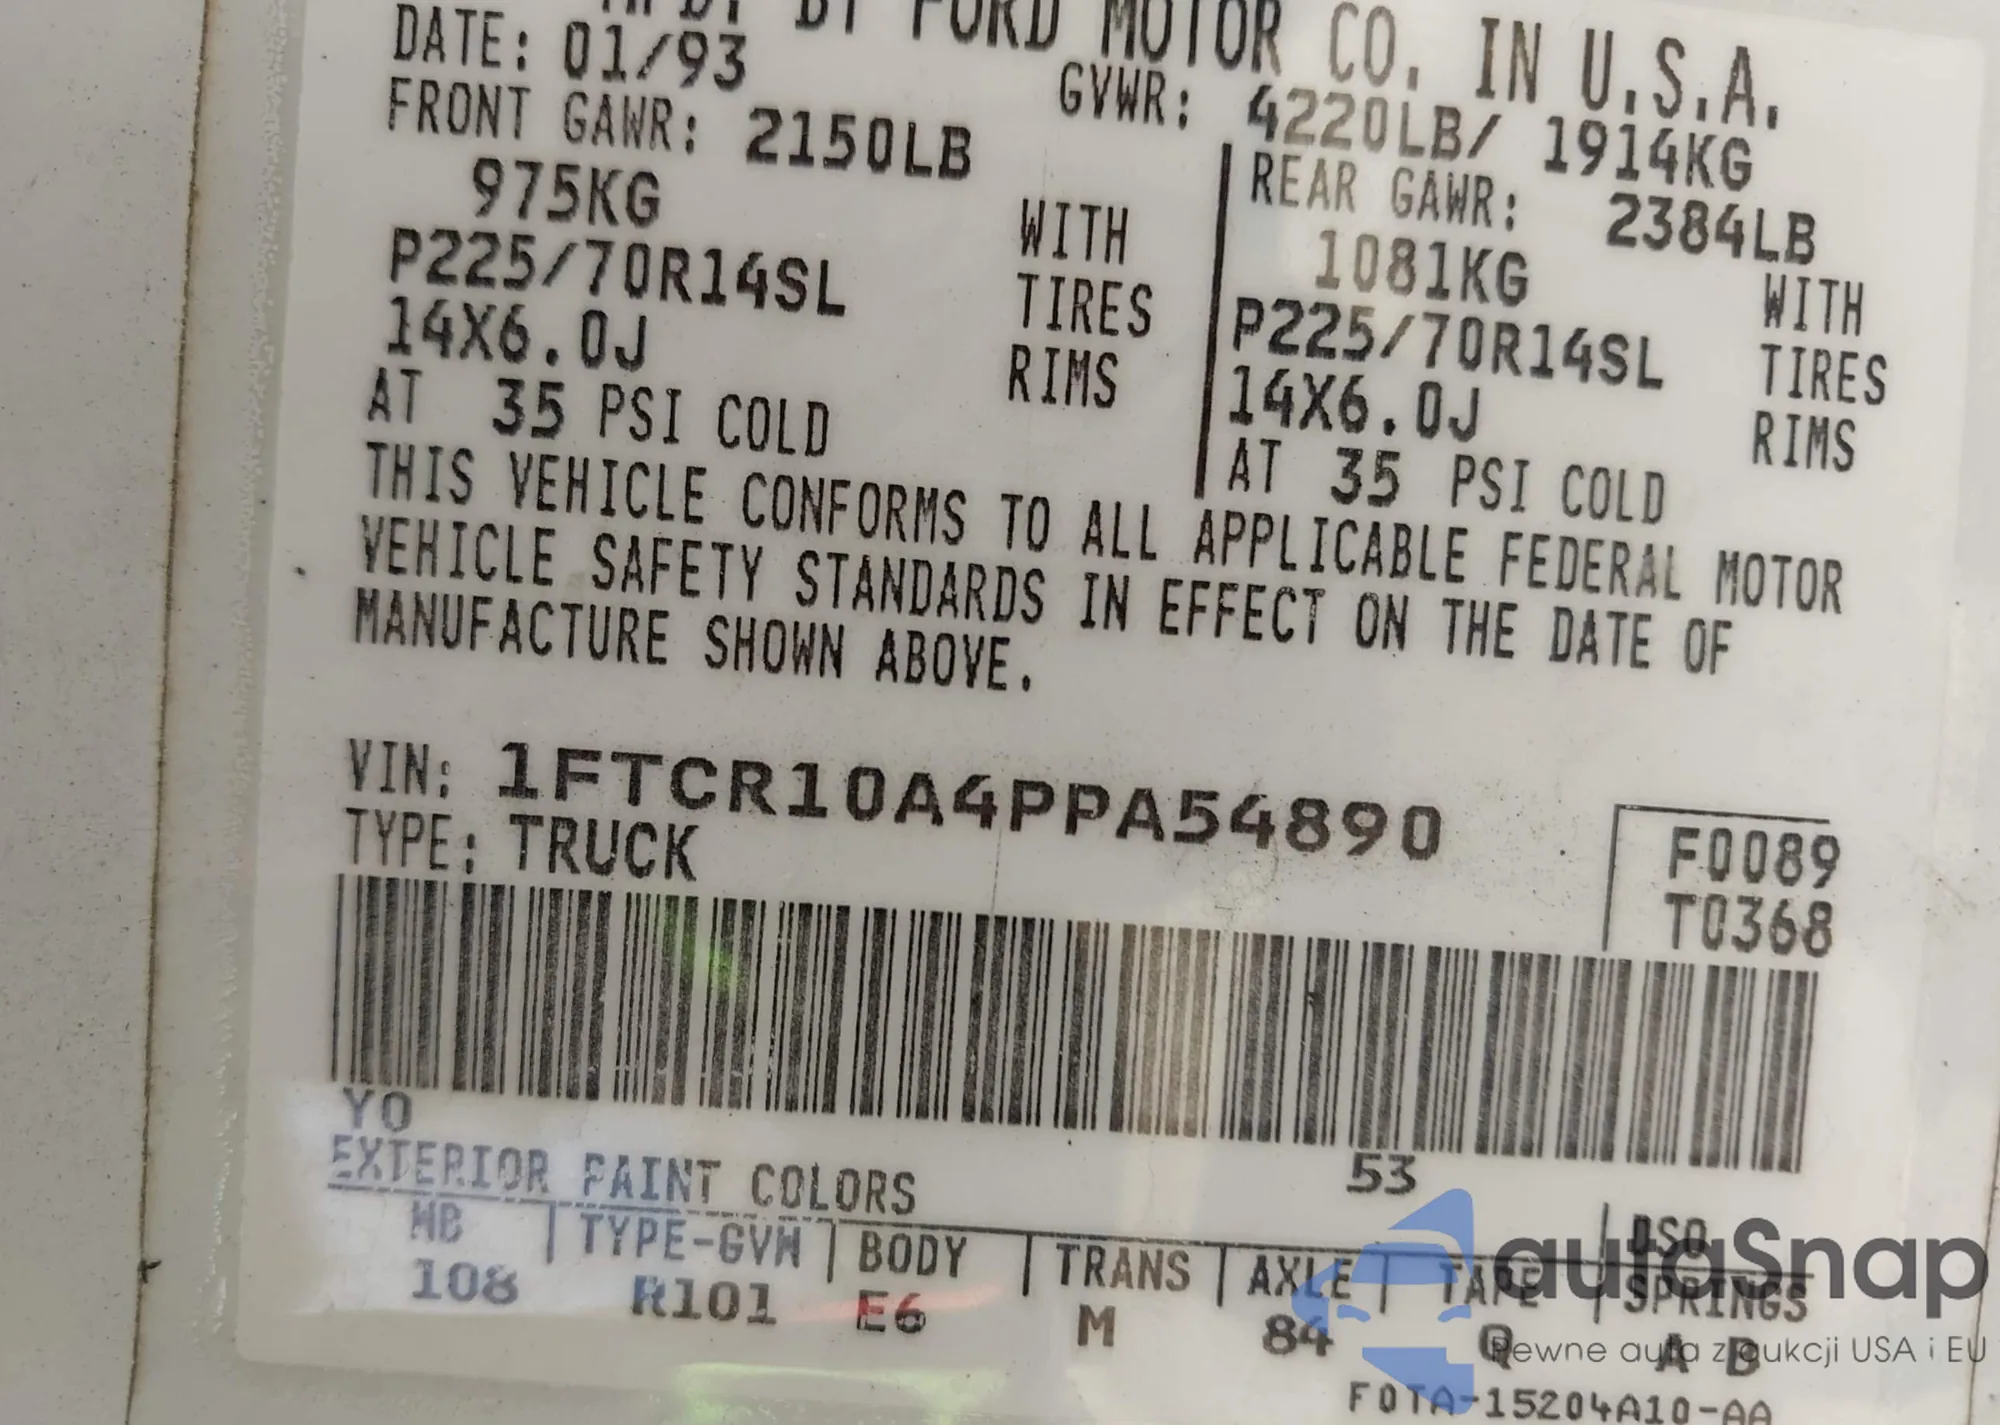 MFD. BY FORD MOTOR CO. IN U.S.A.
DATE: 01/93
GVWR: 4220LB/ 1914KG
FRONT GAWR: 2150LB
975KG
WITH
P225/70R14SL
TIRES
14X6.0J
RIMS
AT 35 PSI COLD
REAR GAWR: 2384LB
1081KG
WITH
P225/70R14SL
TIRES
14X6.0J
RIMS
AT 35 PSI COLD
THIS VEHICLE CONFORMS TO ALL APPLICABLE FEDERAL MOTOR
VEHICLE SAFETY STANDARDS IN EFFECT ON THE DATE OF
MANUFACTURE SHOWN ABOVE.
VIN: 1FTCR10A4PPA54890
TYPE: TRUCK
F0089
T0368
YO
53
EXTERIOR PAINT COLORS
DSO
WB TYPE-GVW BODY TRANS AXLE TAPE SPRINGS
108 R101 E6 M 84 Q A B
F0TA-15204A10-AA
autaSnap
Pewne auta z aukcji USA i EU